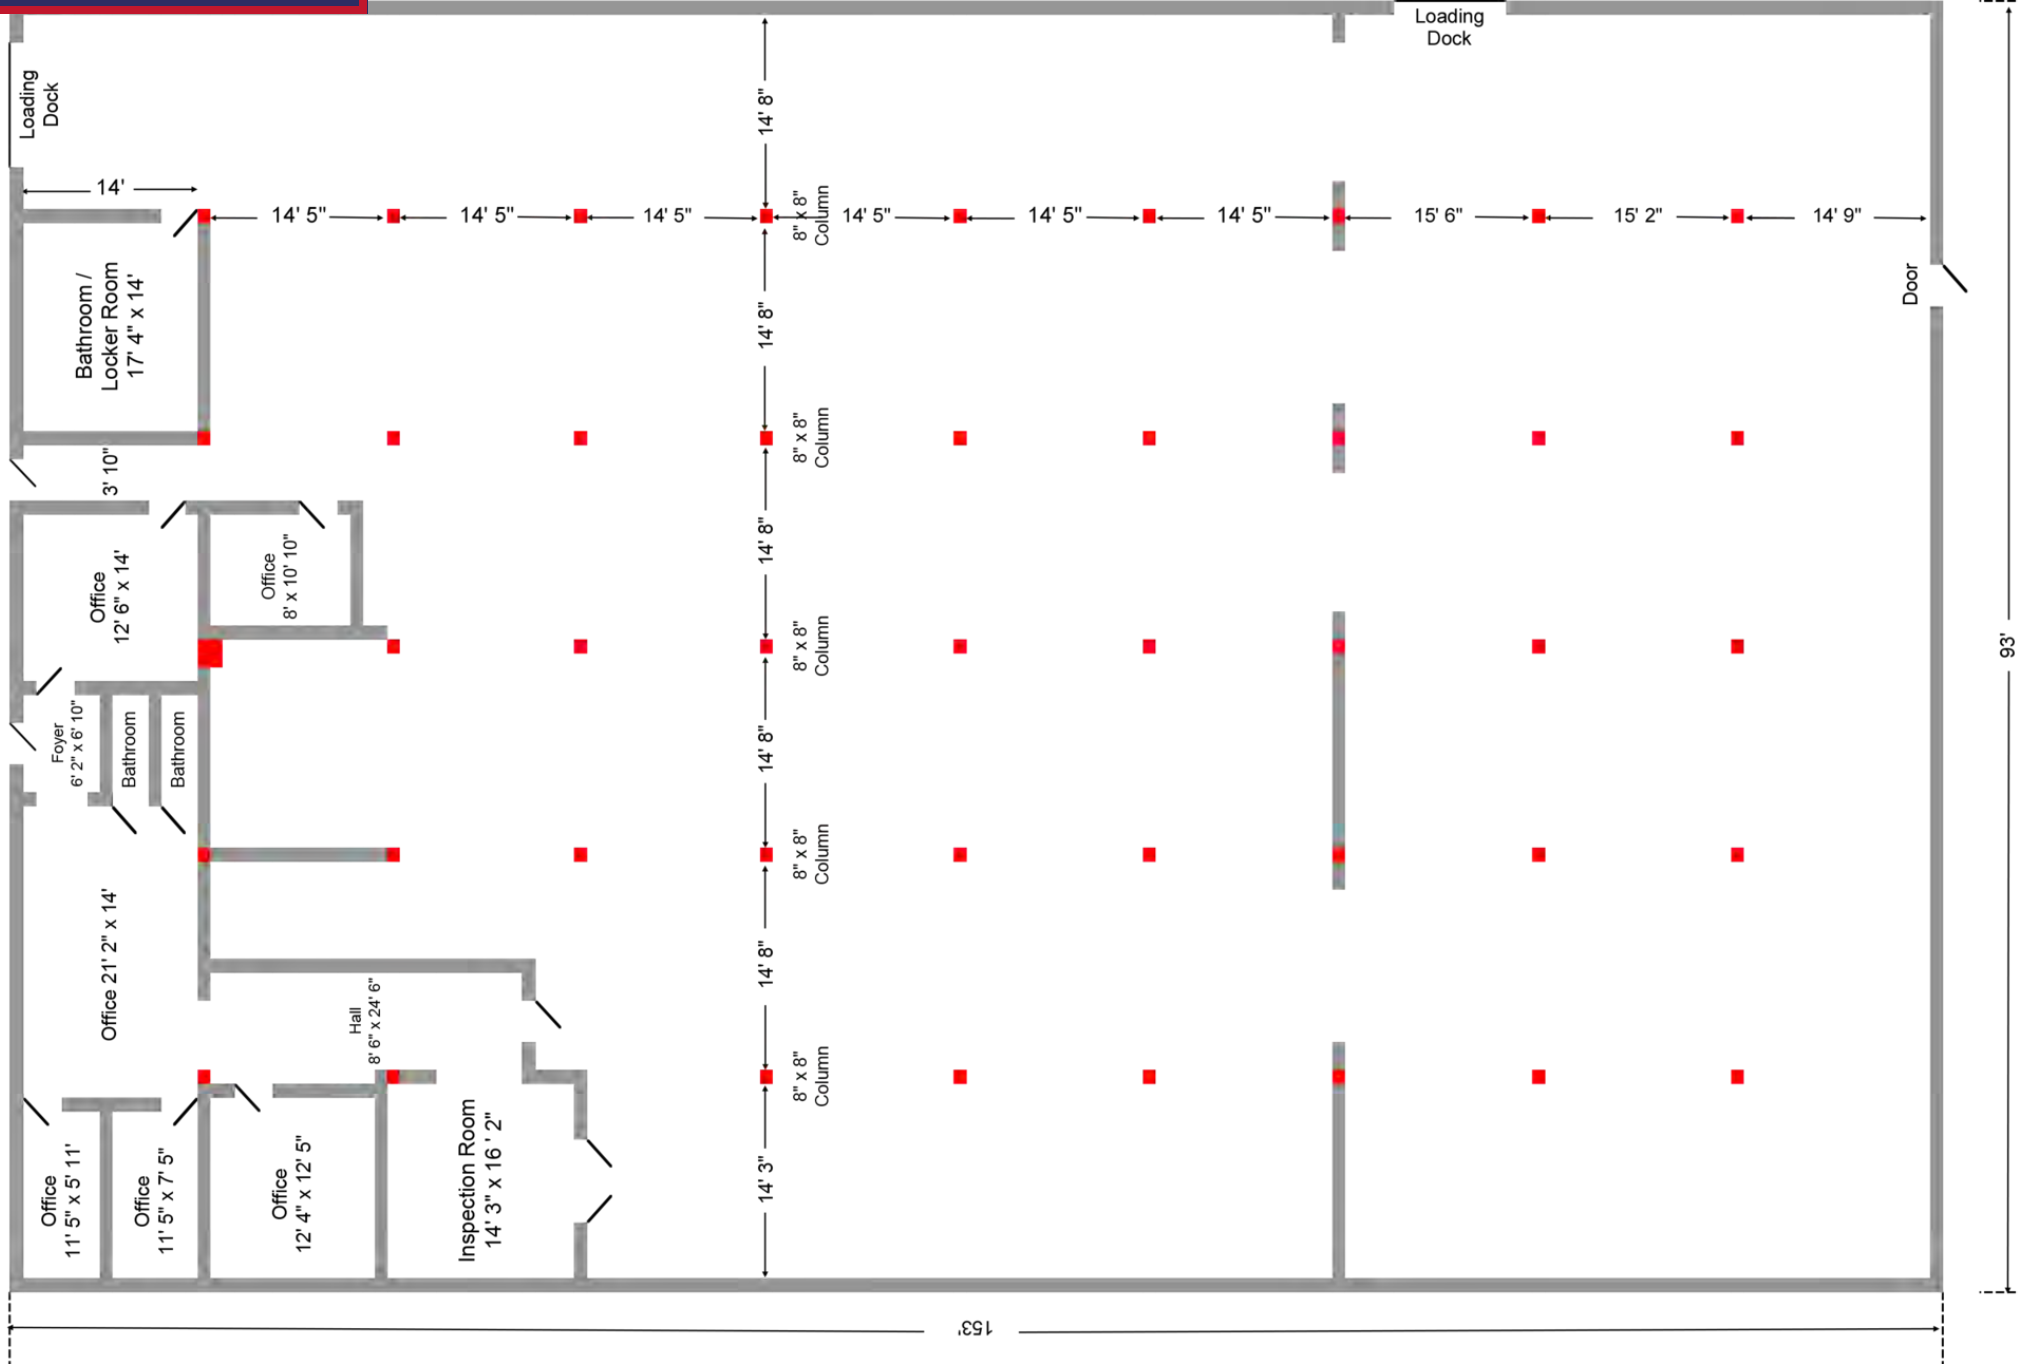 Loading
Dock
Loading
Dock
14' 8"
14'
14' 5"
14' 5"
14' 5"
8" x 8"
Column
14' 5"
14' 5"
14' 5"
15' 6"
15' 2"
14' 9"
Bathroom /
Locker Room
17' 4" x 14'
14' 8"
Door
8" x 8"
Column
3' 10"
Office
12' 6" x 14'
Office
8' x 10' 10"
14' 8"
8" x 8"
Column
93'
Foyer
6' 2" x 6' 10"
Bathroom
Bathroom
14' 8"
8" x 8"
Column
Office 21' 2" x 14'
14' 8"
Hall
8' 6" x 24' 6"
8" x 8"
Column
Office
11' 5" x 5' 11'
Office
11' 5" x 7' 5"
Office
12' 4" x 12' 5"
Inspection Room
14' 3" x 16 ' 2"
14' 3"
153'